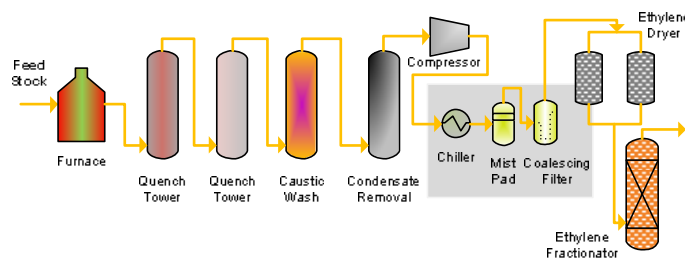 Ethylene
Dryer
Feed
Stock
Compressor
Furnace
Chiller
Mist
Pad
Coalescing
Filter
Quench
Tower
Quench
Tower
Caustic
Wash
Condensate
Removal
Ethylene
Fractionator